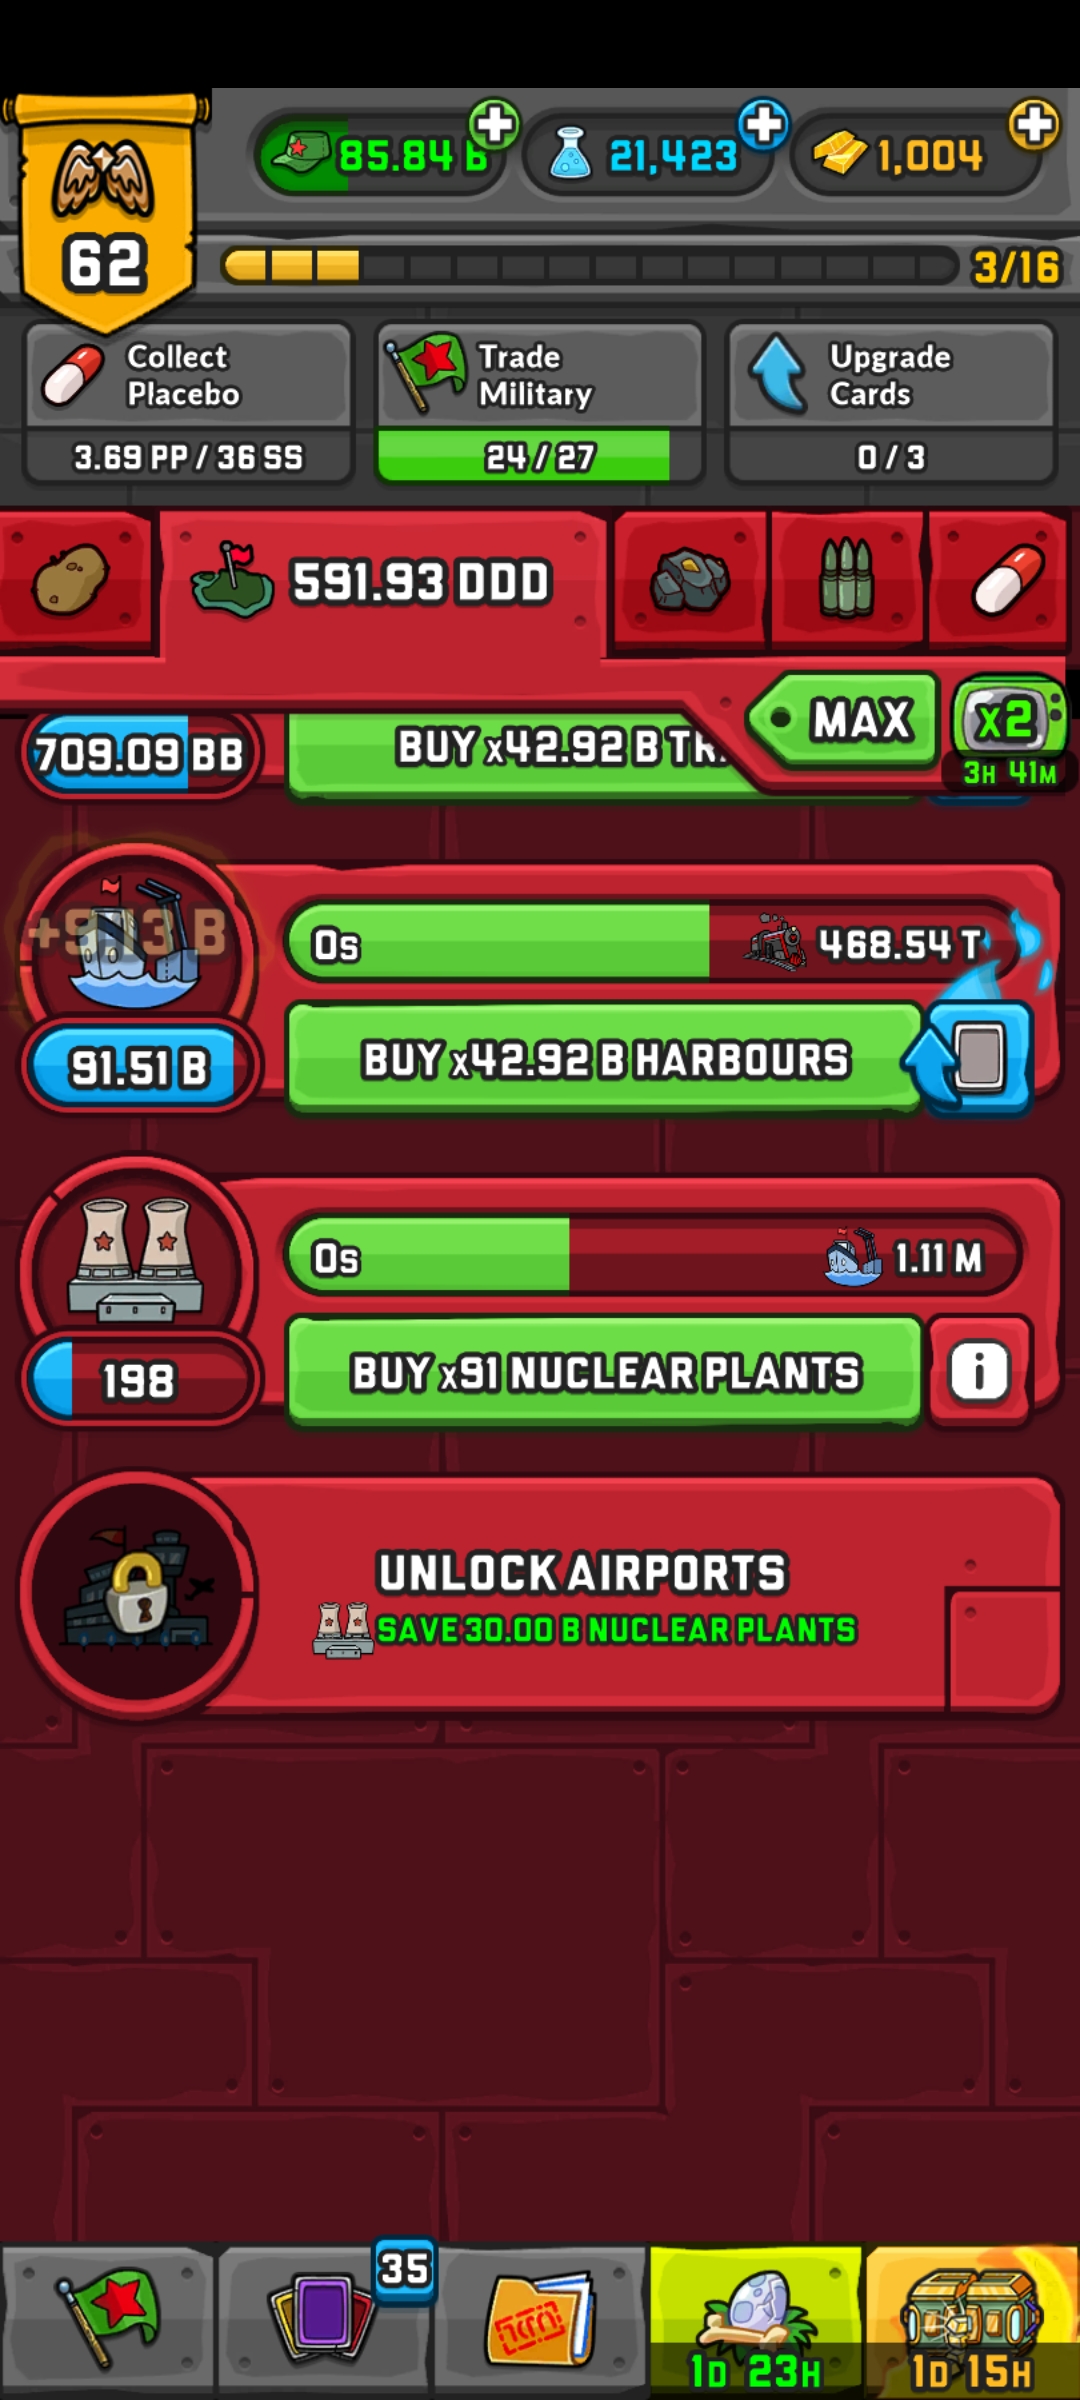 85.84 B
21,423
1,004
62
3/16
Collect
Placebo
Trade
Military
Upgrade
Cards
3.69 PP / 36 SS
24 / 27
0 / 3
591.93 DDD
MAX
x2
3H 41M
709.09 BB
BUY x42.92 B
0s
468.54 T
91.51 B
BUY x42.92 B HARBOURS
0s
1.11 M
198
BUY x91 NUCLEAR PLANTS
i
UNLOCK AIRPORTS
SAVE 30.00 B NUCLEAR PLANTS
35
1D 23H
1D 15H